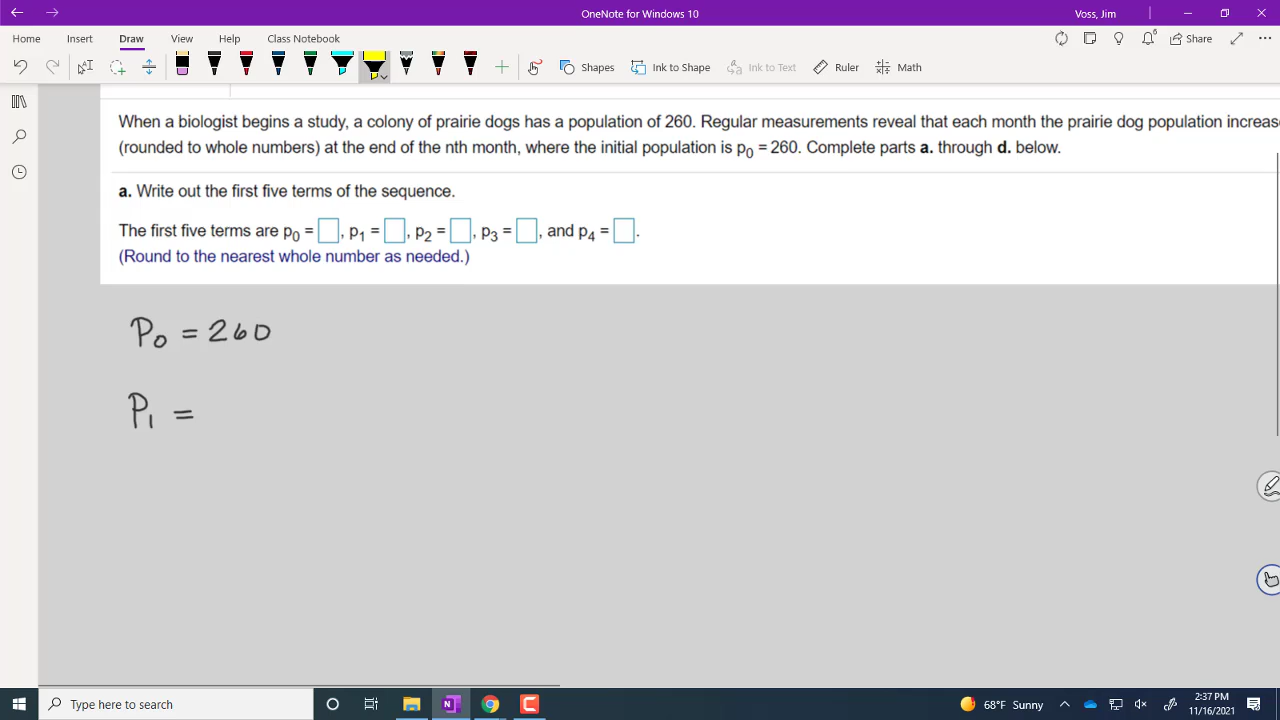 OneNote for Windows 10
Voss, Jim
Home Insert Draw View Help Class Notebook
Share
Shapes Ink to Shape Ink to Text Ruler Math
When a biologist begins a study, a colony of prairie dogs has a population of 260. Regular measurements reveal that each month the prairie dog population increase
(rounded to whole numbers) at the end of the nth month, where the initial population is p0 = 260. Complete parts a. through d. below.
a. Write out the first five terms of the sequence.
The first five terms are p0 = , p1 = , p2 = , p3 = , and p4 = .
(Round to the nearest whole number as needed.)
P0 = 260
P1 =
Type here to search
68°F Sunny
2:37 PM
11/16/2021